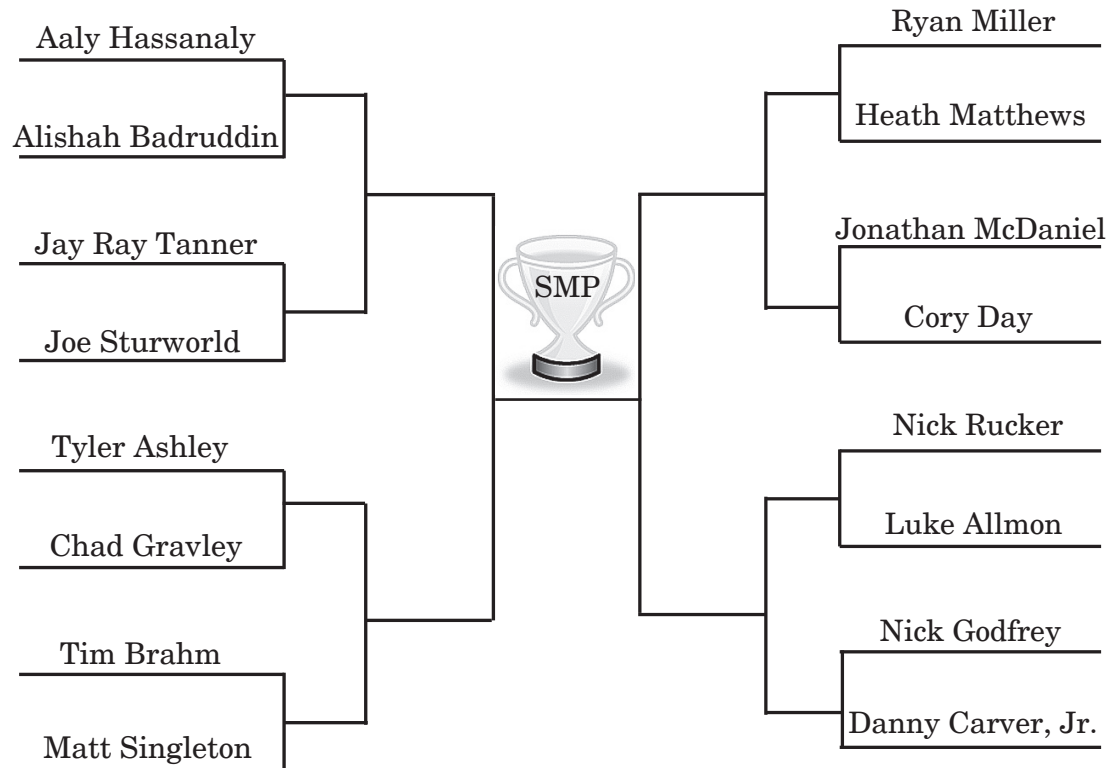 Aaly Hassanaly
Alishah Badruddin
Jay Ray Tanner
Joe Sturworld
Tyler Ashley
Chad Gravley
Tim Brahm
Matt Singleton
SMP
Ryan Miller
Heath Matthews
Jonathan McDaniel
Cory Day
Nick Rucker
Luke Allmon
Nick Godfrey
Danny Carver, Jr.